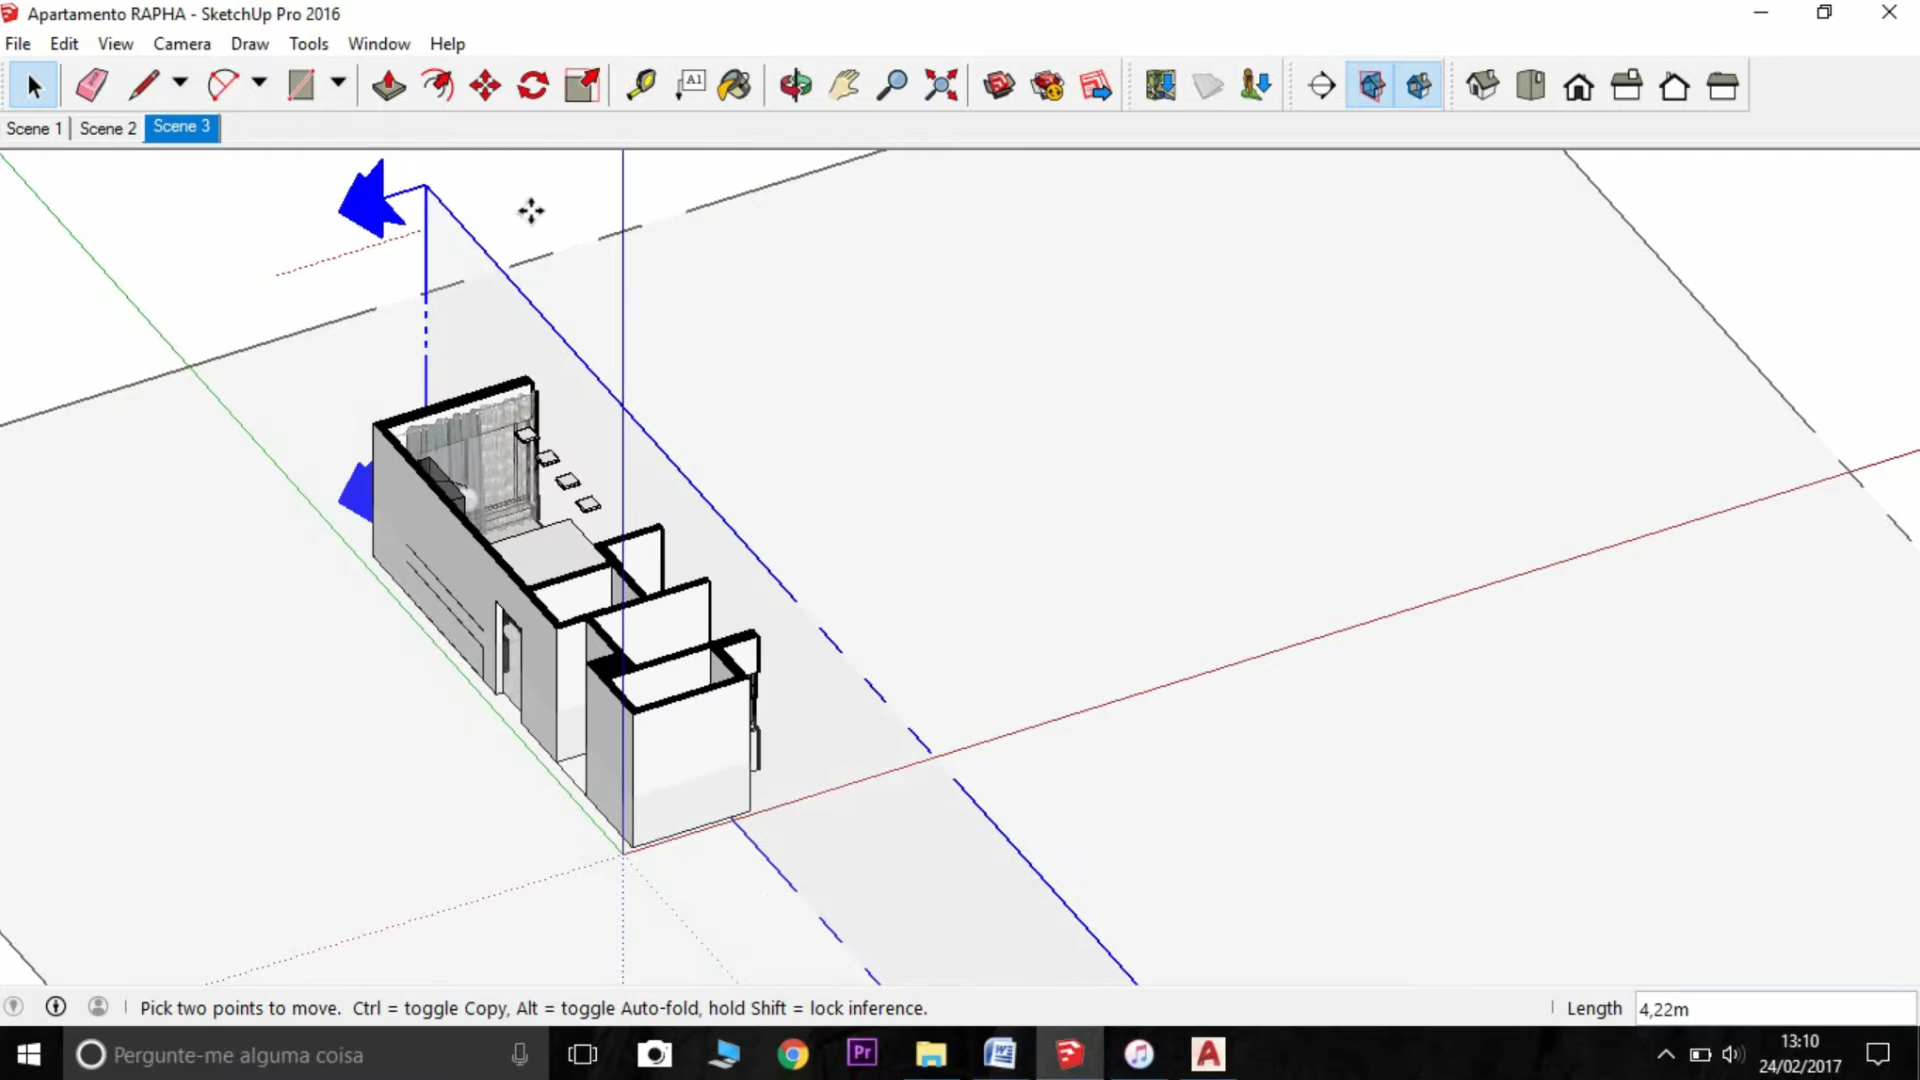 Apartamento RAPHA - SketchUp Pro 2016
File Edit View Camera Draw Tools Window Help
A1
Scene 1 Scene 2 Scene 3
Pick two points to move. Ctrl = toggle Copy, Alt = toggle Auto-fold, hold Shift = lock inference.
Length 4,22m
Pergunte-me alguma coisa
Pr
W
A
13:10
24/02/2017